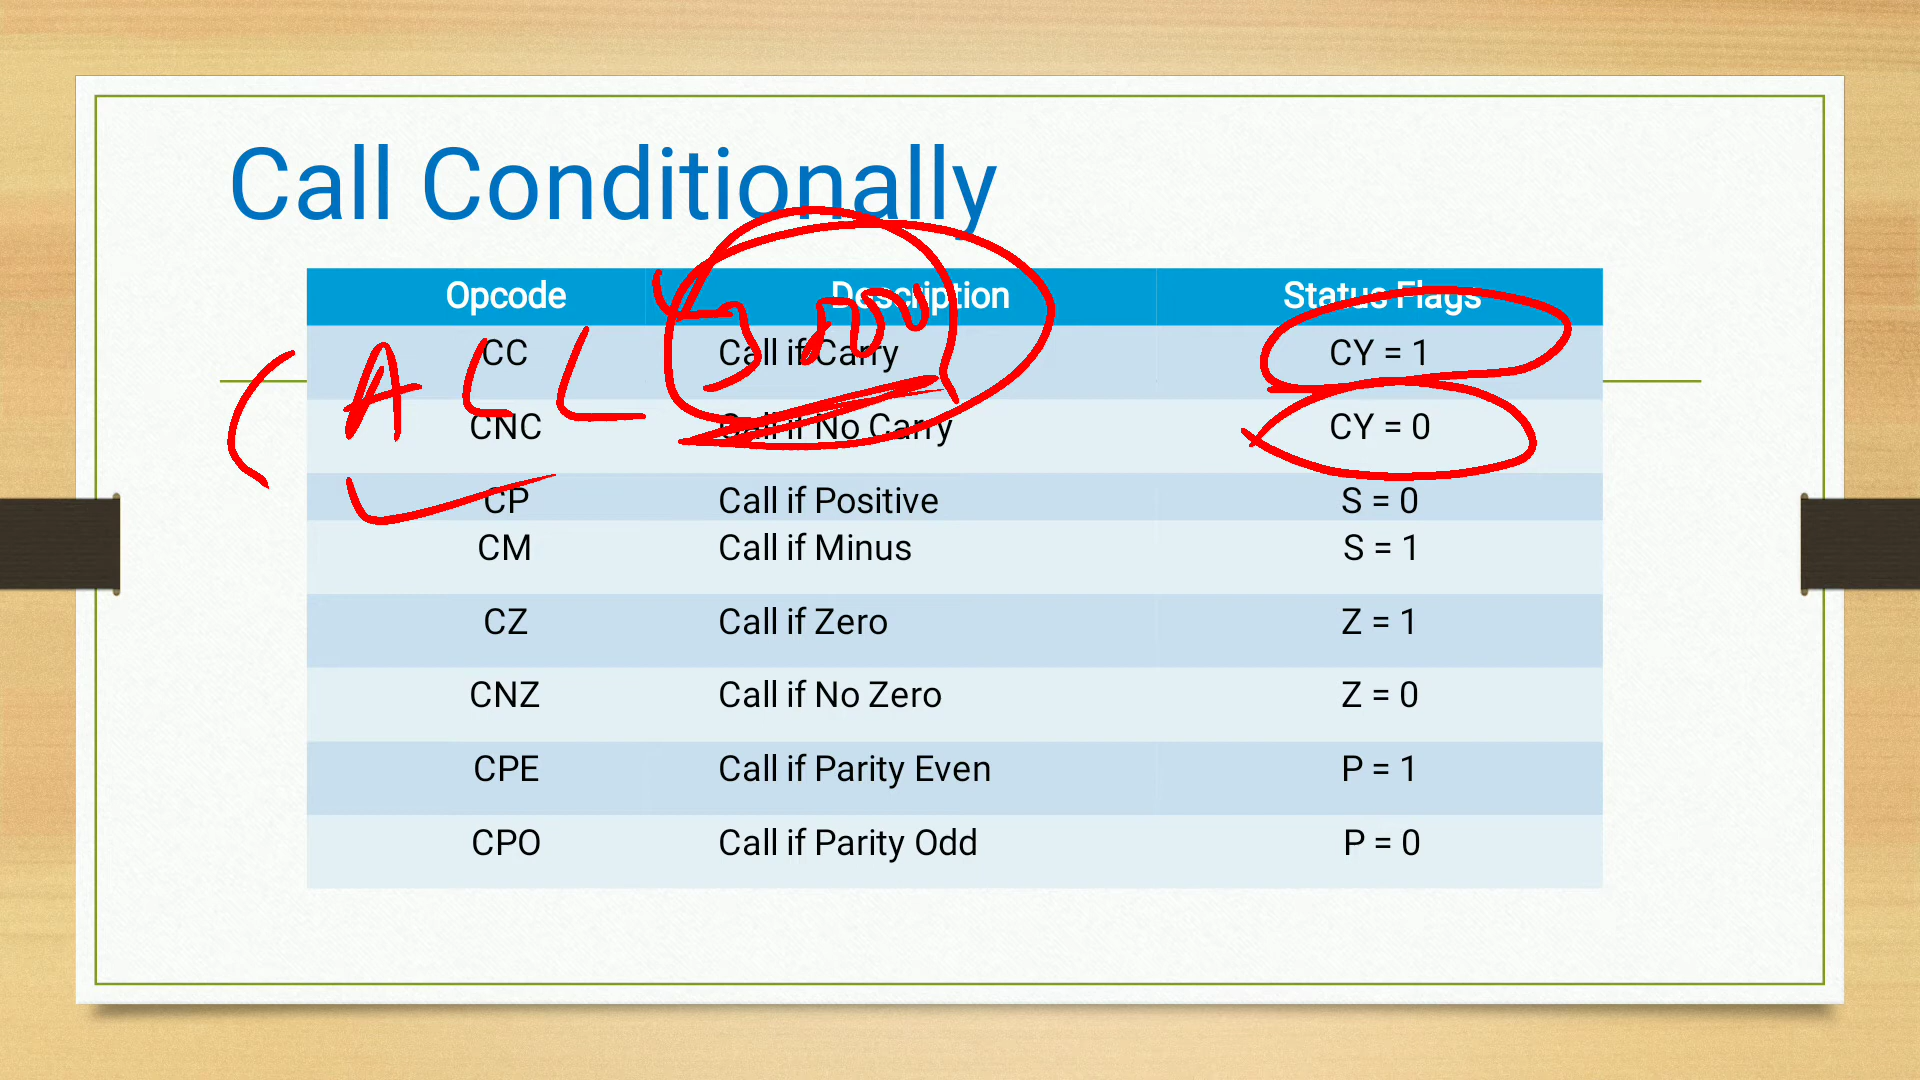 Call Conditionally
Opcode Description Status Flags
CC Call if Carry CY = 1
CALL
CNC Call if No Carry CY = 0
CP Call if Positive S = 0
CM Call if Minus S = 1
CZ Call if Zero Z = 1
CNZ Call if No Zero Z = 0
CPE Call if Parity Even P = 1
CPO Call if Parity Odd P = 0